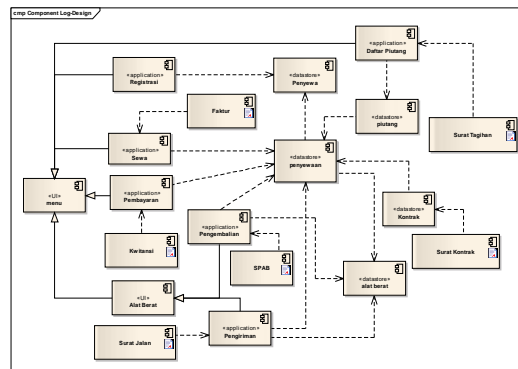 cmp Component Log-Design
«application»
Daftar Piutang
«application»
Registrasi
«datastore»
Penyewa
Faktur
«datastore»
piutang
Surat Tagihan
«application»
Sewa
«datastore»
penyewaan
«UI»
menu
«application»
Pembayaran
«datastore»
Kontrak
«application»
Pengembalian
Kwitansi
Surat Kontrak
SPAB
«datastore»
alat berat
«UI»
Alat Berat
«application»
Pengiriman
Surat Jalan